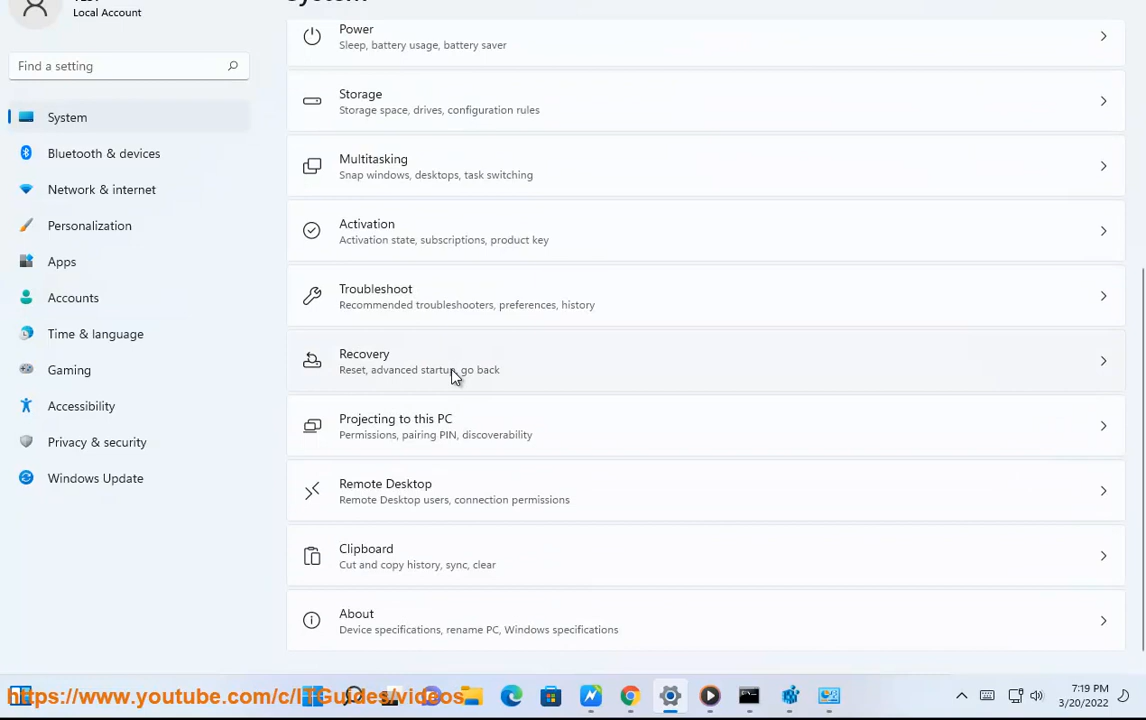 Local Account
System
Find a setting
System
Bluetooth & devices
Network & internet
Personalization
Apps
Accounts
Time & language
Gaming
Accessibility
Privacy & security
Windows Update
Power
Sleep, battery usage, battery saver
Storage
Storage space, drives, configuration rules
Multitasking
Snap windows, desktops, task switching
Activation
Activation state, subscriptions, product key
Troubleshoot
Recommended troubleshooters, preferences, history
Recovery
Reset, advanced startup, go back
Projecting to this PC
Permissions, pairing PIN, discoverability
Remote Desktop
Remote Desktop users, connection permissions
Clipboard
Cut and copy history, sync, clear
About
Device specifications, rename PC, Windows specifications
https://www.youtube.com/c/ITGuides/videos
7:19 PM
3/20/2022